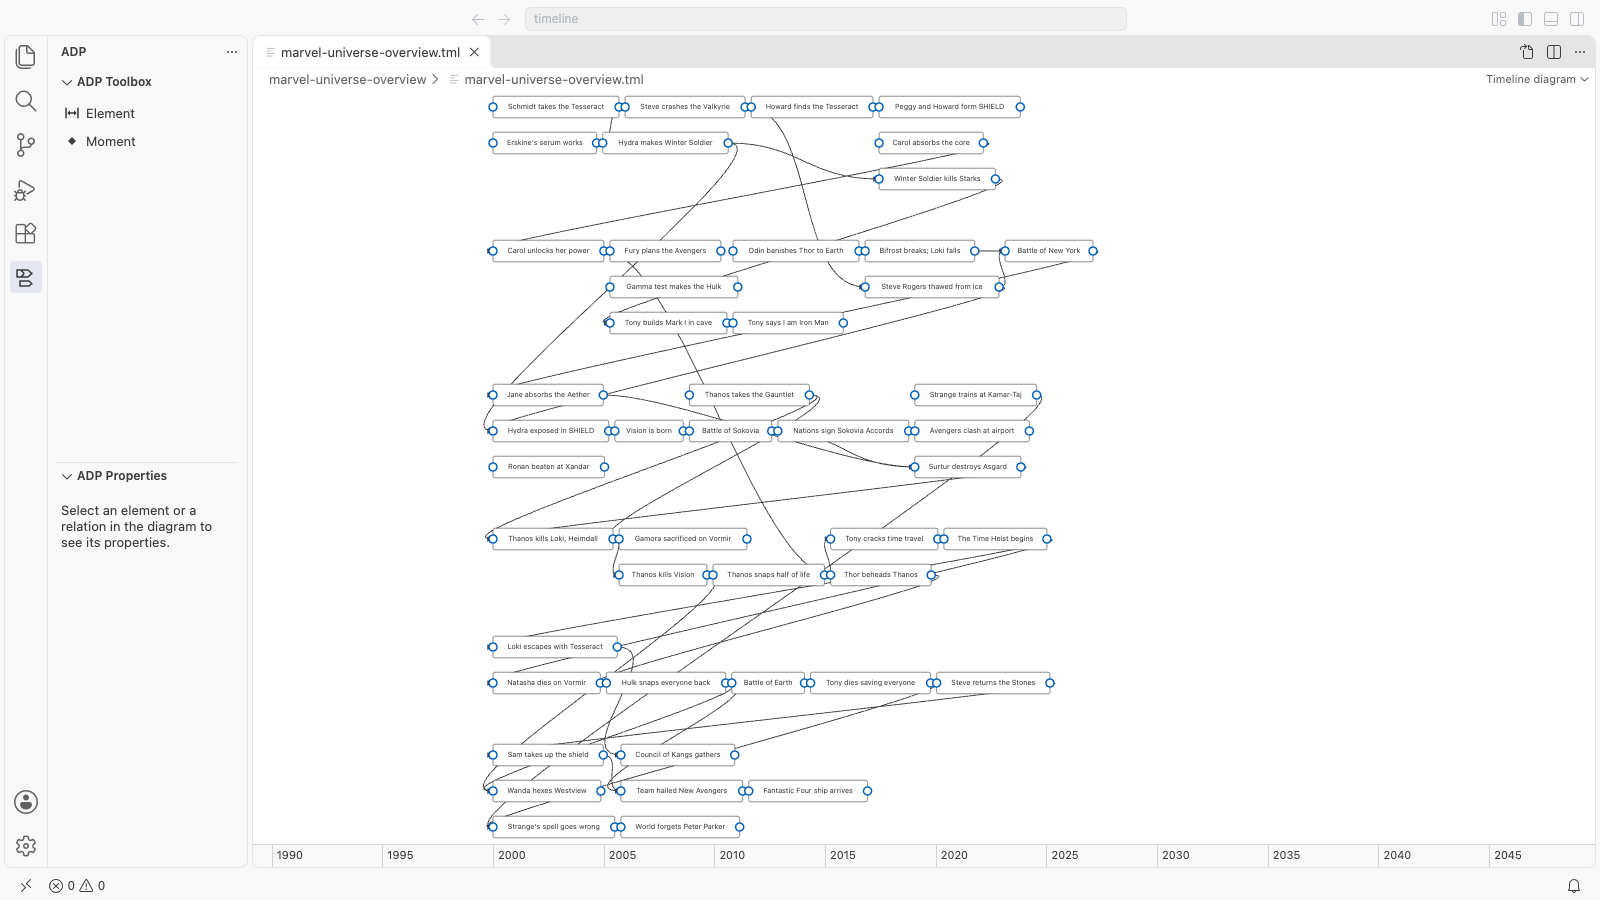 timeline
ADP
marvel-universe-overview.tml
ADP Toolbox
marvel-universe-overview
marvel-universe-overview.tml
Timeline diagram
Element
Moment
Schmidt takes the Tesseract
Steve crashes the Valkyrie
Howard finds the Tesseract
Peggy and Howard form SHIELD
Erskine's serum works
Hydra makes Winter Soldier
Carol absorbs the core
Winter Soldier kills Starks
Carol unlocks her power
Fury plans the Avengers
Odin banishes Thor to Earth
Bifrost breaks; Loki falls
Battle of New York
Gamma test makes the Hulk
Steve Rogers thawed from ice
Tony builds Mark I in cave
Tony says I am Iron Man
Jane absorbs the Aether
Thanos takes the Gauntlet
Strange trains at Kamar-Taj
Hydra exposed in SHIELD
Vision is born
Battle of Sokovia
Nations sign Sokovia Accords
Avengers clash at airport
Ronan beaten at Xandar
Surtur destroys Asgard
ADP Properties
Select an element or a
relation in the diagram to
see its properties.
Thanos kills Loki, Heimdall
Gamora sacrificed on Vormir
Tony cracks time travel
The Time Heist begins
Thanos kills Vision
Thanos snaps half of life
Thor beheads Thanos
Loki escapes with Tesseract
Natasha dies on Vormir
Hulk snaps everyone back
Battle of Earth
Tony dies saving everyone
Steve returns the Stones
Sam takes up the shield
Council of Kangs gathers
Wanda hexes Westview
Team hailed New Avengers
Fantastic Four ship arrives
Strange's spell goes wrong
World forgets Peter Parker
1990
1995
2000
2005
2010
2015
2020
2025
2030
2035
2040
2045
0
0